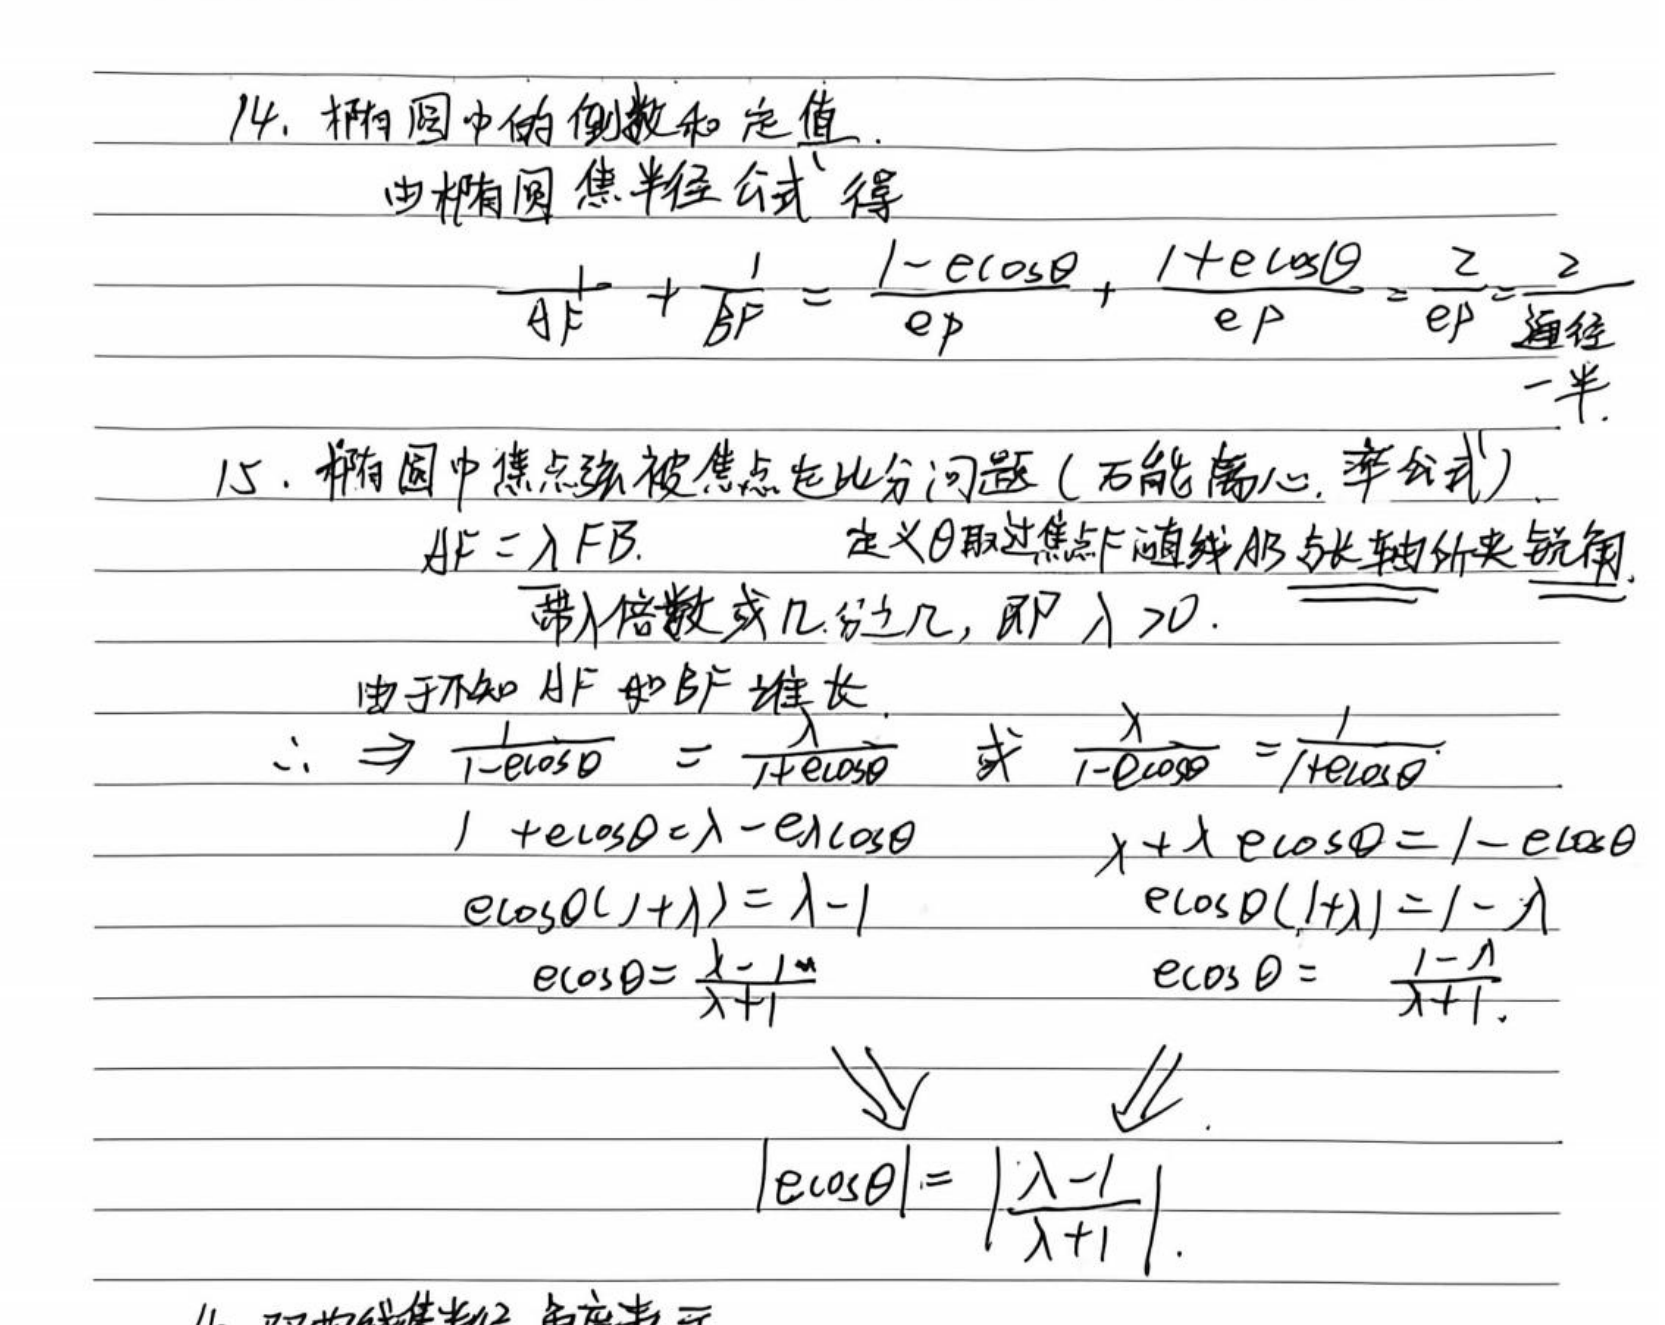 14. 椭圆中的倒数和定值.
由椭圆焦半径公式得
1/AF + 1/BF = (1-ecosθ)/ep + (1+ecosθ)/ep = 2/ep = 2/通径一半.
15. 椭圆中焦点弦被焦点定比分问题(万能离心率公式).
AF=λFB. 定义θ取过焦点F直线AB与长轴所夹锐角.
带λ倍数或几分之几, 即λ>0.
由于不知AF和BF谁长.
∴ ⇒ 1/(1-ecosθ) = λ/(1+ecosθ) 或 λ/(1-ecosθ) = 1/(1+ecosθ).
1+ecosθ=λ-eλcosθ λ+λecosθ=1-ecosθ
ecosθ(1+λ)=λ-1 ecosθ(1+λ)=1-λ
ecosθ=(λ-1)/(λ+1) ecosθ=(1-λ)/(λ+1).
|ecosθ|=|(λ-1)/(λ+1)|.